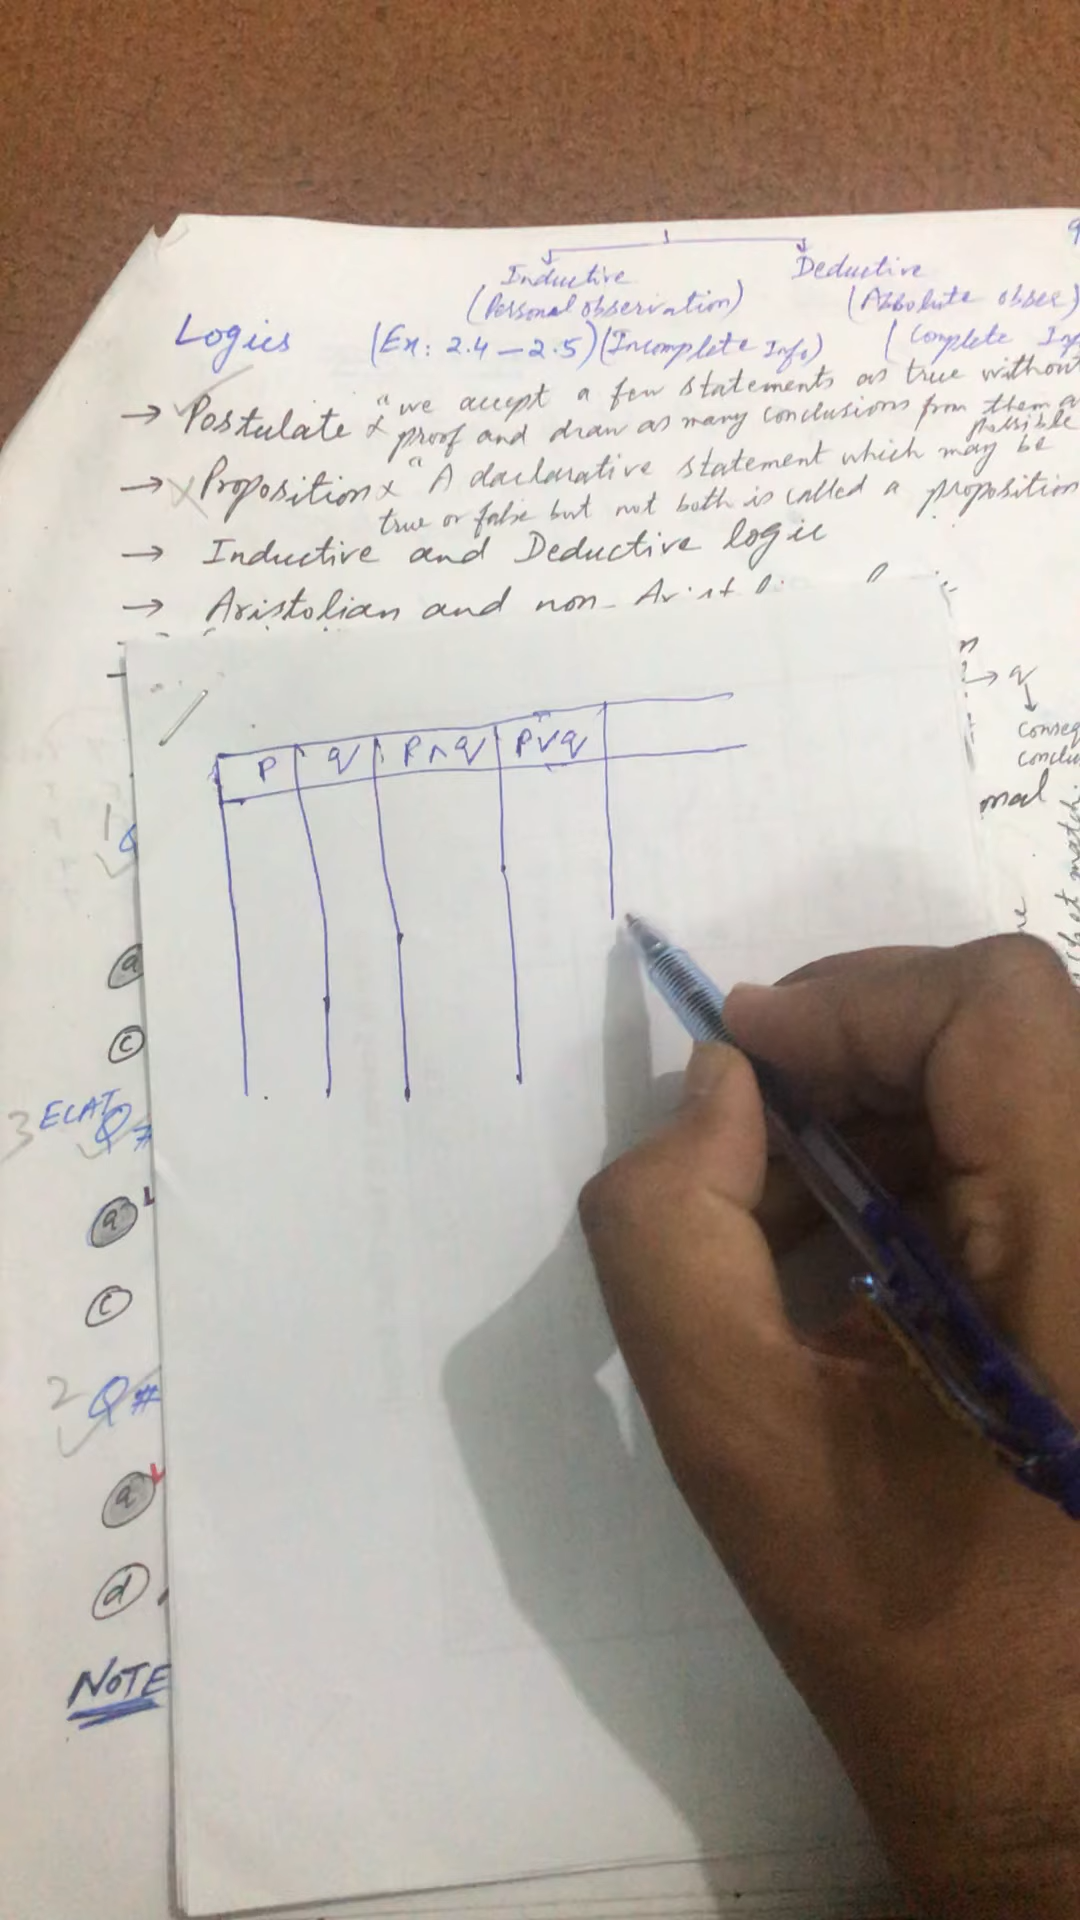 Inductive Deductive
(Personal observation) (Absolute obser)
Logics (Ex: 2.4 – 2.5) (Incomplete Info) (Complete Inf
→ Postulate × "we accept a few statements as true without
proof and draw as many conclusions from them a
possible
→ Proposition × "A daclarative statement which may be
true or false but not both is called a proposition
→ Inductive and Deductive logic
→ Aristolian and non-
→ q
conseq
conclu
P q P∧q P∨q
1 Q
a
c
3 ECAT Q #
a
c
2 Q #
a
d
NOTE